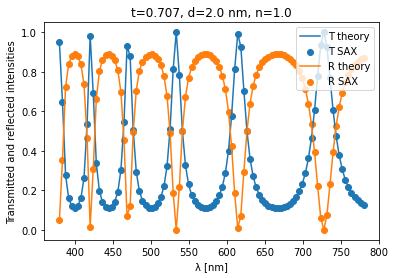 t=0.707, d=2.0 nm, n=1.0
Transmitted and reflected intensities
1.0
0.8
0.6
0.4
0.2
0.0
T theory
T SAX
R theory
R SAX
400 450 500 550 600 650 700 750 800
λ [nm]